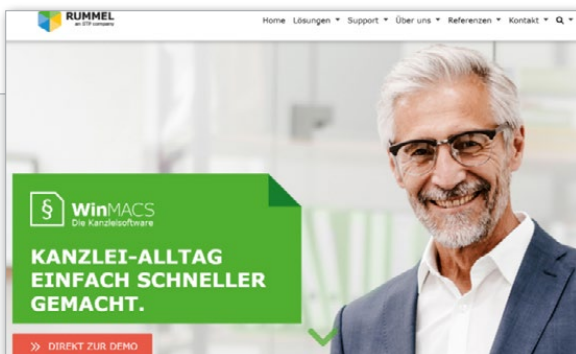 RUMMEL
an STP company
Home Lösungen Support Über uns Referenzen Kontakt
§ WinMACS
Die Kanzleisoftware
KANZLEI-ALLTAG
EINFACH SCHNELLER
GEMACHT.
>> DIREKT ZUR DEMO